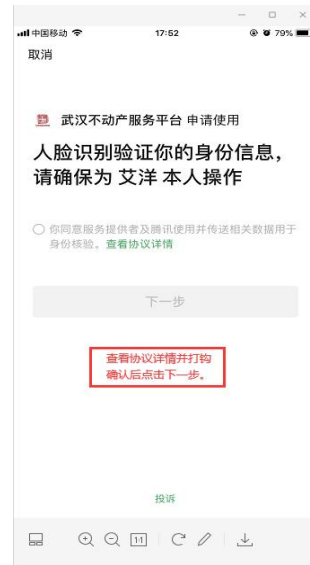 中国移动 17:52 79%
取消
武汉不动产服务平台 申请使用
人脸识别验证你的身份信息，
请确保为 艾洋 本人操作
你同意服务提供者及腾讯使用并传送相关数据用于
身份核验。查看协议详情
下一步
查看协议详情并打钩
确认后点击下一步。
投诉
1:1